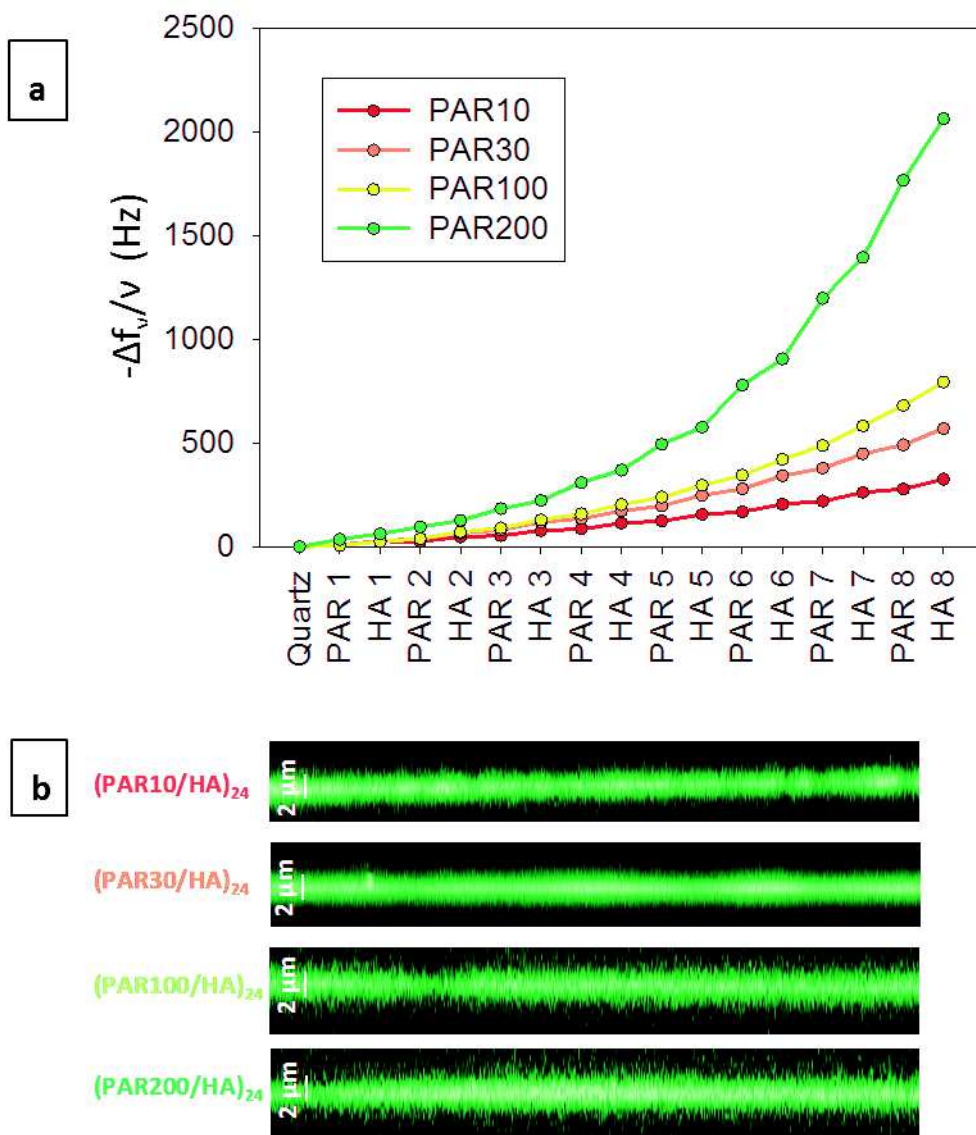 a
2500
2000
1500
1000
500
0
-Δfᵥ/ν (Hz)
PAR10
PAR30
PAR100
PAR200
Quartz
PAR 1
HA 1
PAR 2
HA 2
PAR 3
HA 3
PAR 4
HA 4
PAR 5
HA 5
PAR 6
HA 6
PAR 7
HA 7
PAR 8
HA 8
b
(PAR10/HA)₂₄
2 μm
(PAR30/HA)₂₄
2 μm
(PAR100/HA)₂₄
2 μm
(PAR200/HA)₂₄
2 μm